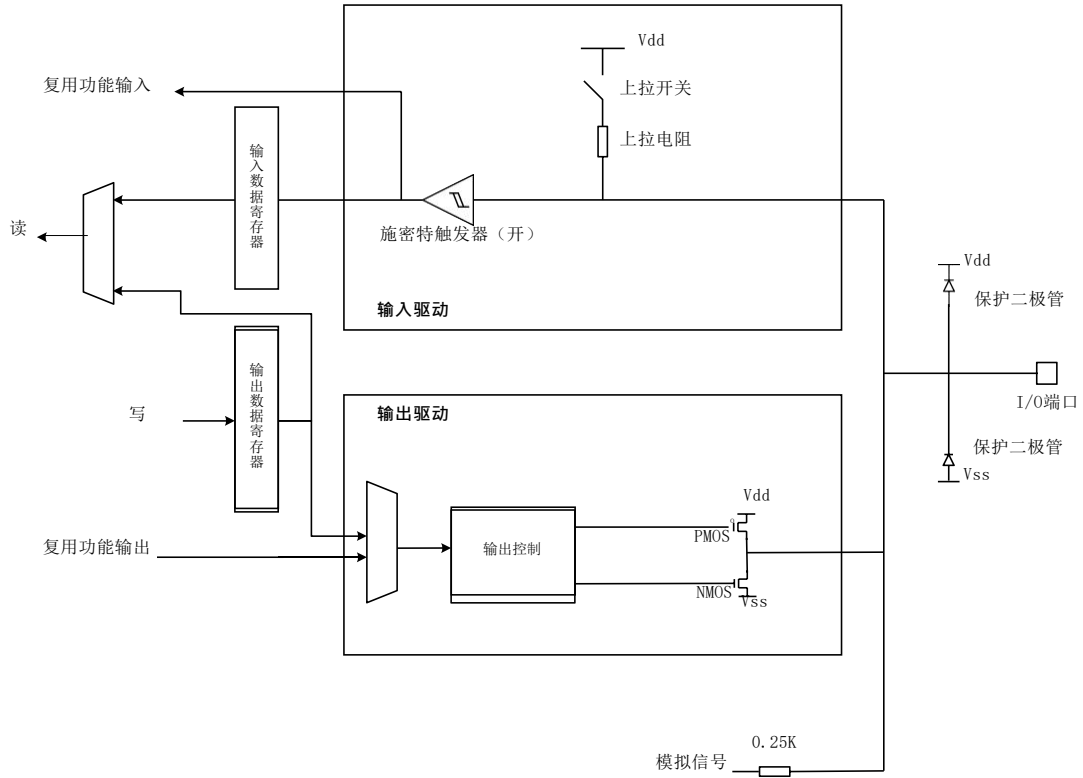 Vdd
上拉开关
上拉电阻
复用功能输入
输入数据寄存器
施密特触发器（开）
读
输入驱动
Vdd
保护二极管
I/O端口
保护二极管
Vss
输出数据寄存器
写
输出驱动
复用功能输出
输出控制
Vdd
PMOS
NMOS
Vss
0.25K
模拟信号